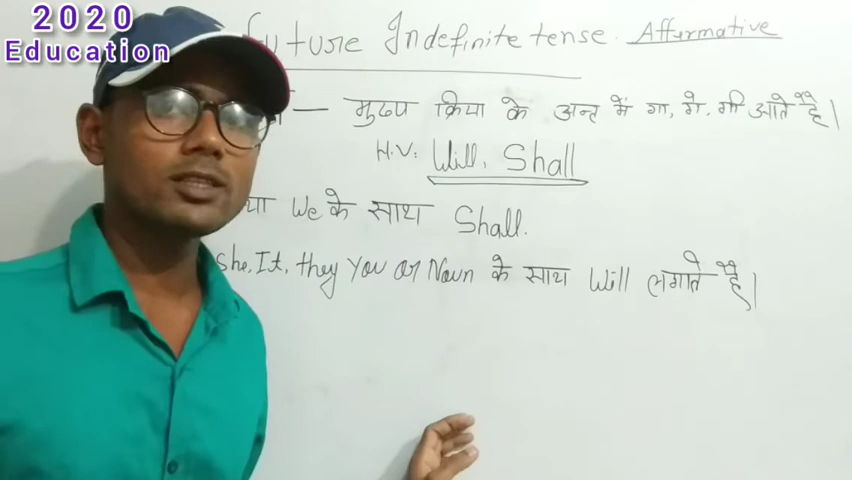 2020
Education
Future Indefinite tense. Affirmative
— मुख्य क्रिया के अन्त में गा, गे, गी आते हैं।
H.V: Will, Shall
या We के साथ Shall.
She, It, they You or Noun के साथ Will लगाते हैं।